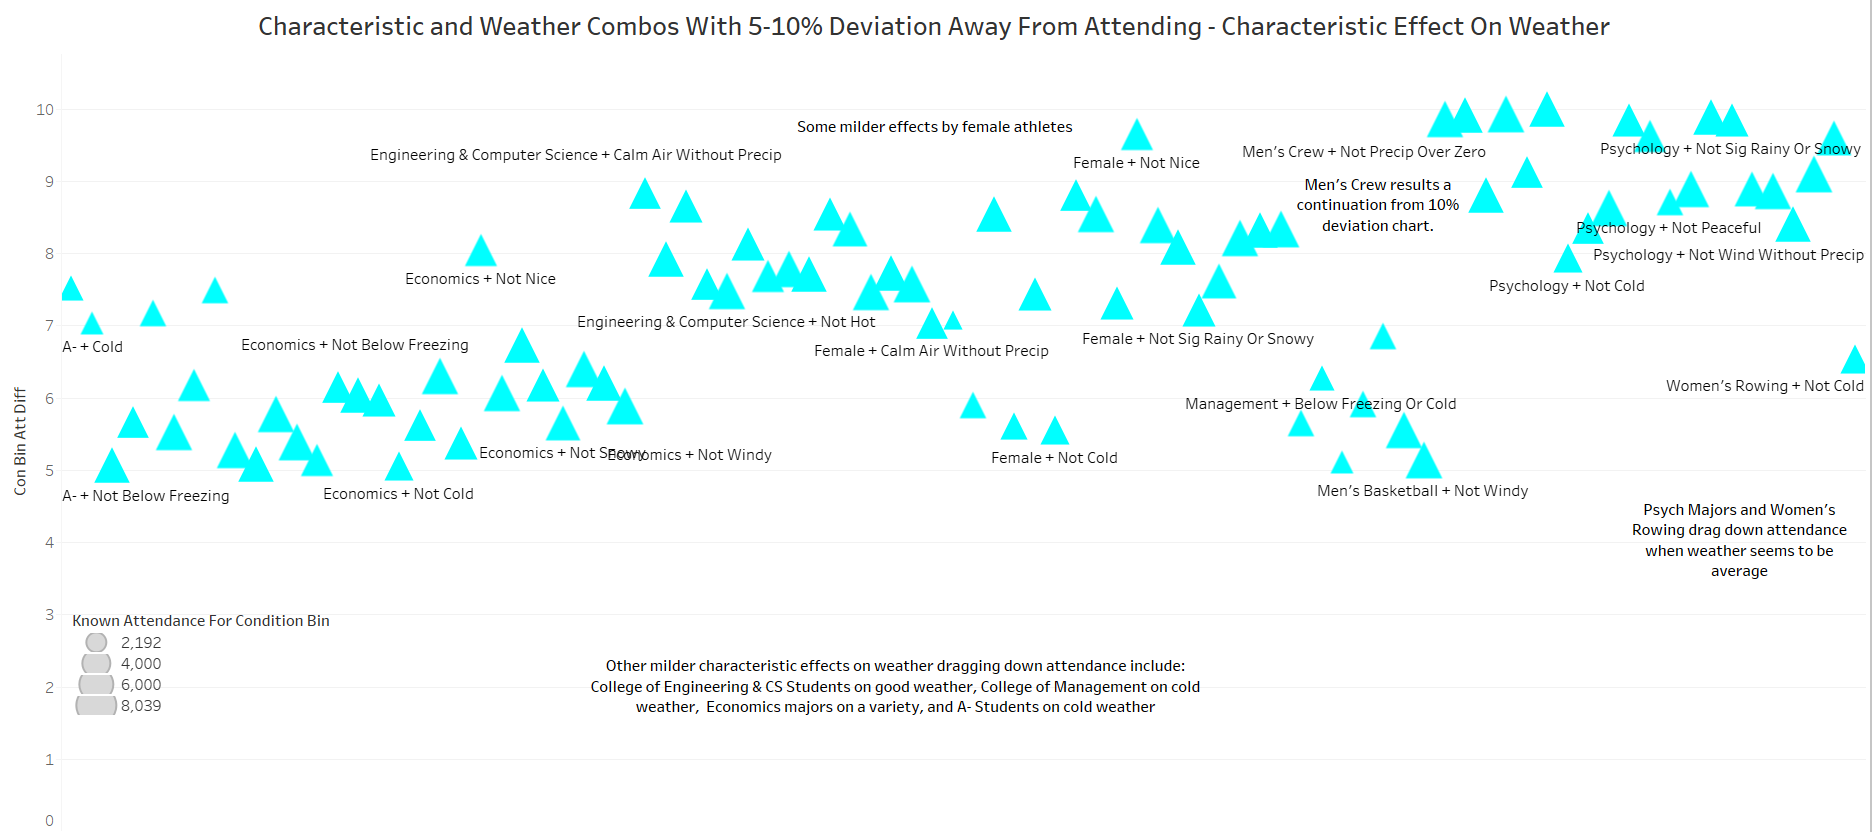 Characteristic and Weather Combos With 5-10% Deviation Away From Attending - Characteristic Effect On Weather
Con Bin Att Diff
10
9
8
7
6
5
4
3
2
1
0
Some milder effects by female athletes
Engineering & Computer Science + Calm Air Without Precip
Female + Not Nice
Men's Crew + Not Precip Over Zero
Psychology + Not Sig Rainy Or Snowy
Men's Crew results a
continuation from 10%
deviation chart.
Psychology + Not Peaceful
Psychology + Not Wind Without Precip
Economics + Not Nice
Psychology + Not Cold
Engineering & Computer Science + Not Hot
Female + Not Sig Rainy Or Snowy
A- + Cold
Economics + Not Below Freezing
Female + Calm Air Without Precip
Women's Rowing + Not Cold
Management + Below Freezing Or Cold
Economics + Not Snowy
Economics + Not Windy
Female + Not Cold
A- + Not Below Freezing
Economics + Not Cold
Men's Basketball + Not Windy
Psych Majors and Women's
Rowing drag down attendance
when weather seems to be
average
Known Attendance For Condition Bin
2,192
4,000
6,000
8,039
Other milder characteristic effects on weather dragging down attendance include:
College of Engineering & CS Students on good weather, College of Management on cold
weather, Economics majors on a variety, and A- Students on cold weather